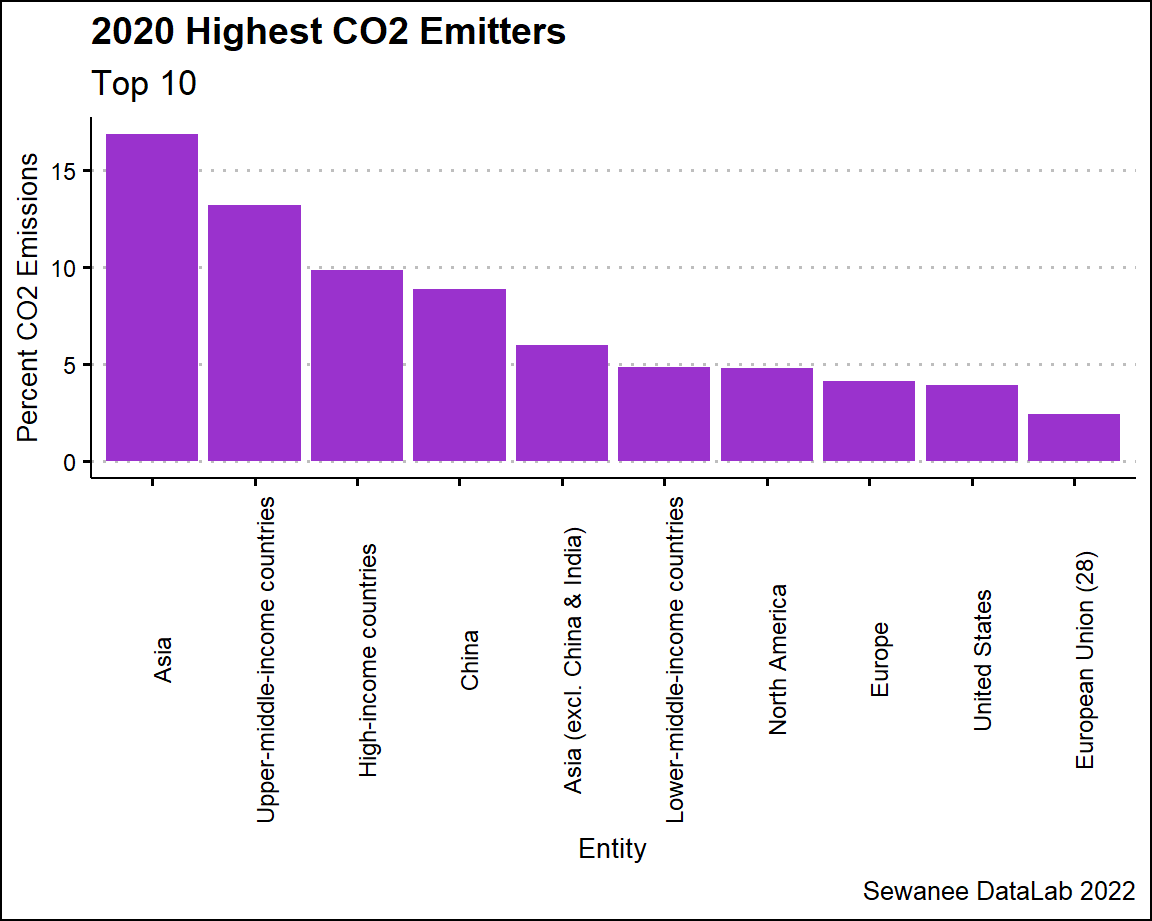 2020 Highest CO2 Emitters
Top 10
Percent CO2 Emissions
15
10
5
0
Asia
Upper-middle-income countries
High-income countries
China
Asia (excl. China & India)
Lower-middle-income countries
North America
Europe
United States
European Union (28)
Entity
Sewanee DataLab 2022